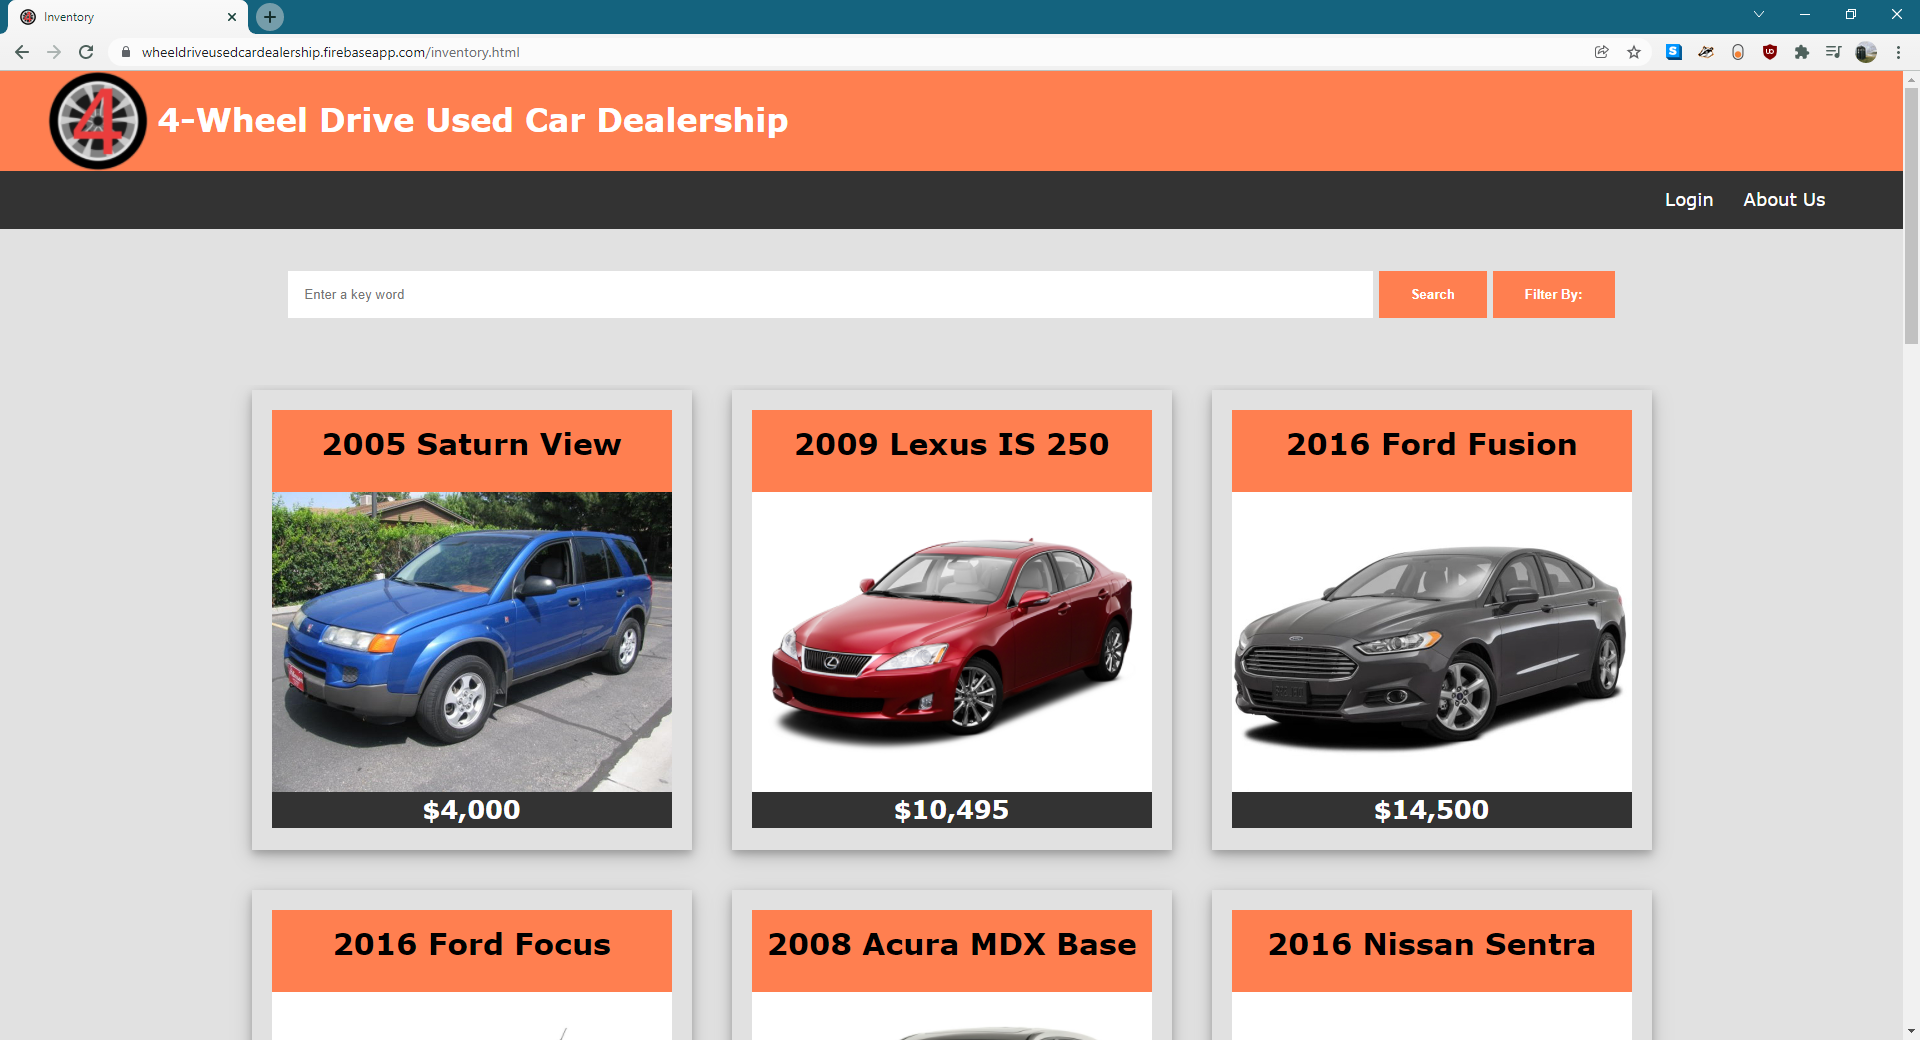 Inventory
wheeldriveusedcardealership.firebaseapp.com/inventory.html
4
4-Wheel Drive Used Car Dealership
Login About Us
Enter a key word Search Filter By:
2005 Saturn View 2009 Lexus IS 250 2016 Ford Fusion
$4,000 $10,495 $14,500
2016 Ford Focus 2008 Acura MDX Base 2016 Nissan Sentra